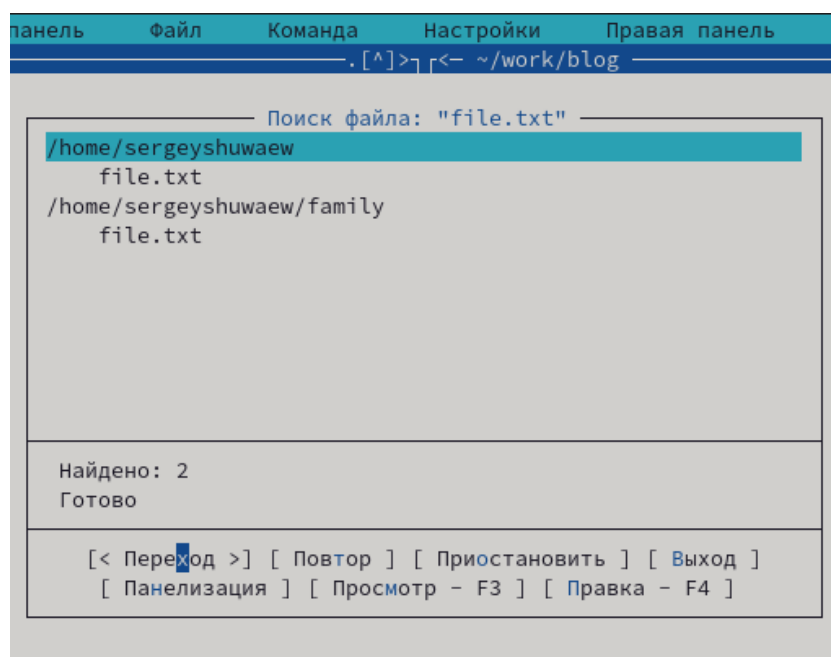 панель Файл Команда Настройки Правая панель
.[^]> <— ~/work/blog
Поиск файла: "file.txt"
/home/sergeyshuwaew
file.txt
/home/sergeyshuwaew/family
file.txt
Найдено: 2
Готово
[< Переход >] [ Повтор ] [ Приостановить ] [ Выход ]
[ Панелизация ] [ Просмотр - F3 ] [ Правка - F4 ]